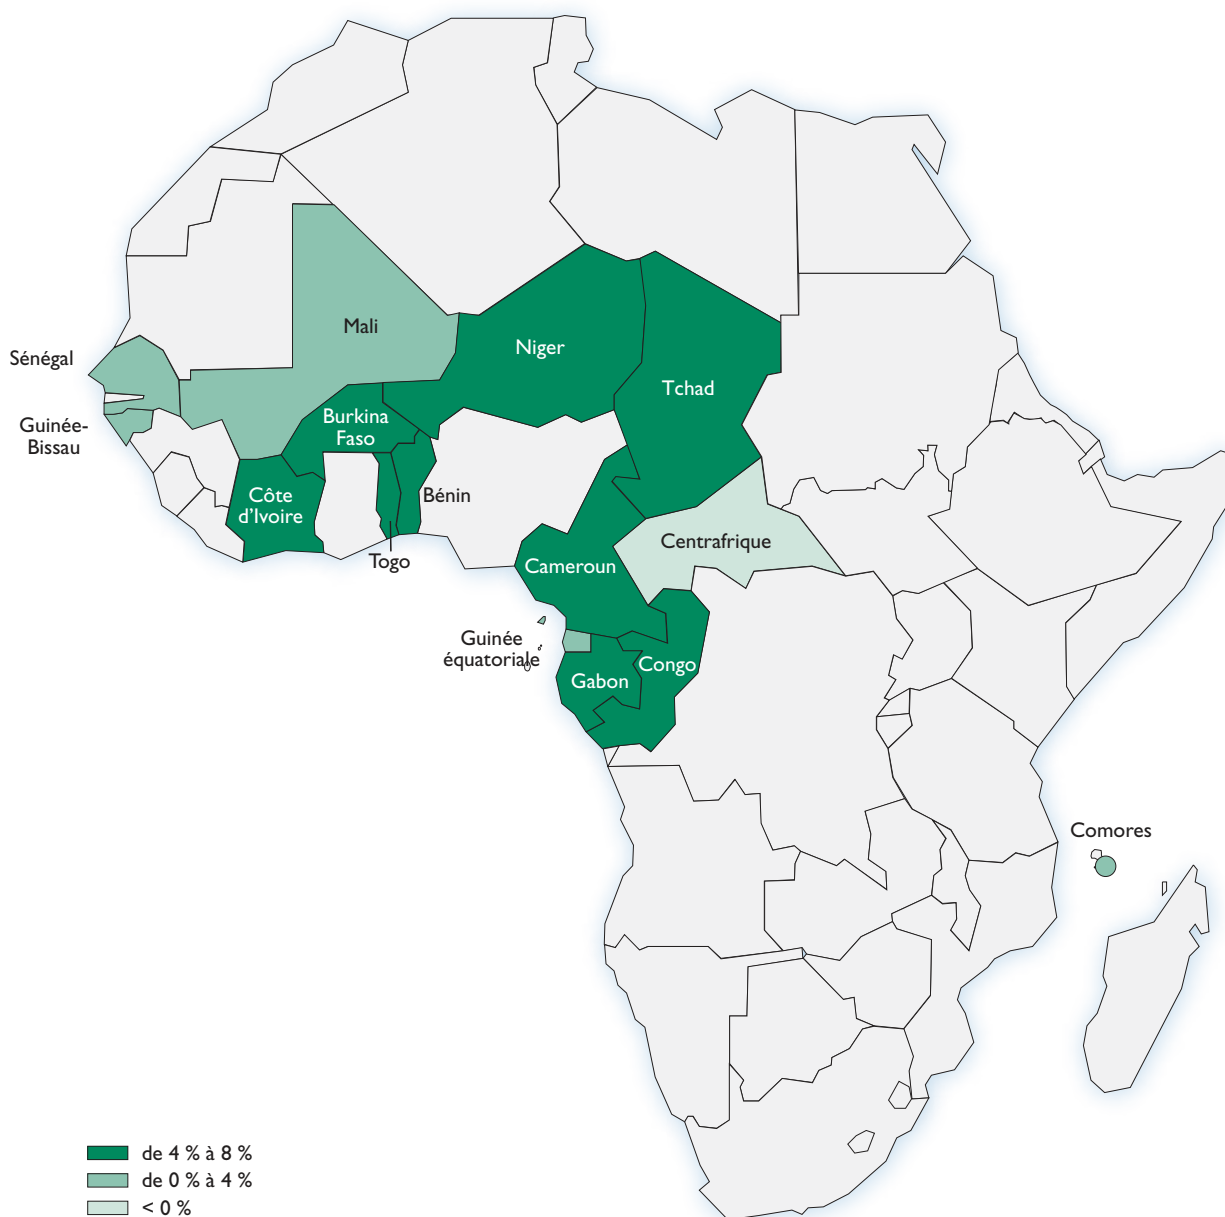 Mali
Niger
Sénégal
Tchad
Guinée-
Bissau
Burkina
Faso
Côte
d'Ivoire
Bénin
Togo
Centrafrique
Cameroun
Guinée
équatoriale
Congo
Gabon
Comores
de 4 % à 8 %
de 0 % à 4 %
< 0 %